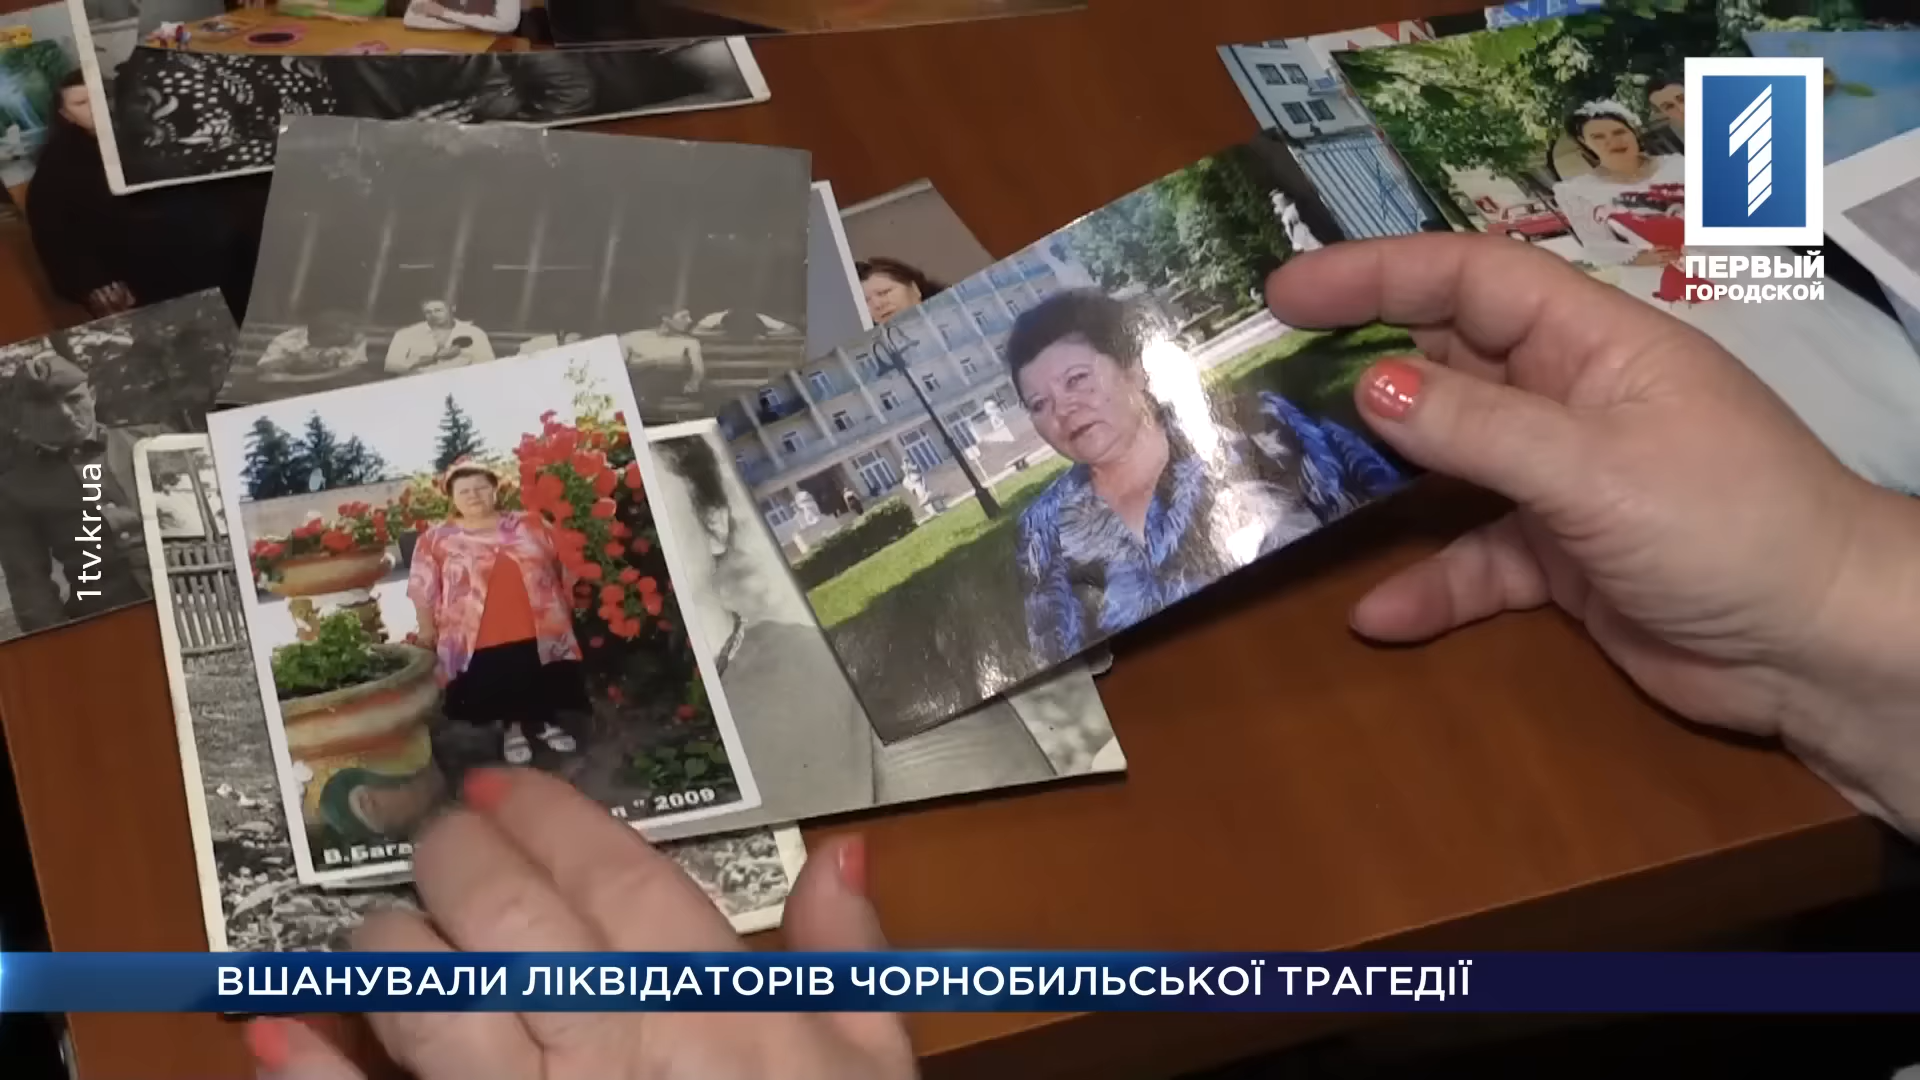 ПЕРВЫЙ
ГОРОДСКОЙ
1tv.kr.ua
" 2009
ВШАНУВАЛИ ЛІКВІДАТОРІВ ЧОРНОБИЛЬСЬКОЇ ТРАГЕДІЇ